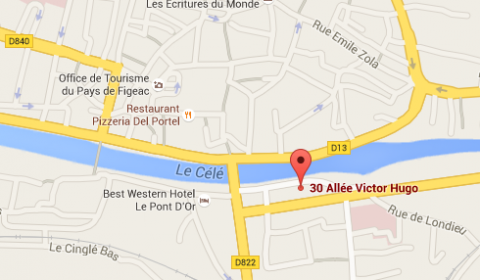 Les Écritures du Monde
D840
Rue Emile Zola
Office de Tourisme
du Pays de Figeac
Restaurant
Pizzeria Del Portel
D13
Le Célé
30 Allée Victor Hugo
Best Western Hotel
Le Pont D'Or
Rue de Londieu
Le Cinglé Bas
D822